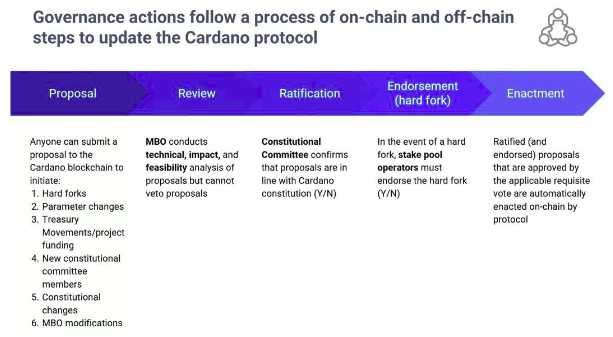 Governance actions follow a process of on-chain and off-chain
steps to update the Cardano protocol
Proposal
Review
Ratification
Endorsement
(hard fork)
Enactment
Anyone can submit a
proposal to the
Cardano blockchain to
initiate:
1. Hard forks
2. Parameter changes
3. Treasury
Movements/project
funding
4. New constitutional
committee
members
5. Constitutional
changes
6. MBO modifications
MBO conducts
technical, impact, and
feasibility analysis of
proposals but cannot
veto proposals
Constitutional
Committee confirms
that proposals are in
line with Cardano
constitution (Y/N)
In the event of a hard
fork, stake pool
operators must
endorse the hard fork
(Y/N)
Ratified (and
endorsed) proposals
that are approved by
the applicable requisite
vote are automatically
enacted on-chain by
protocol